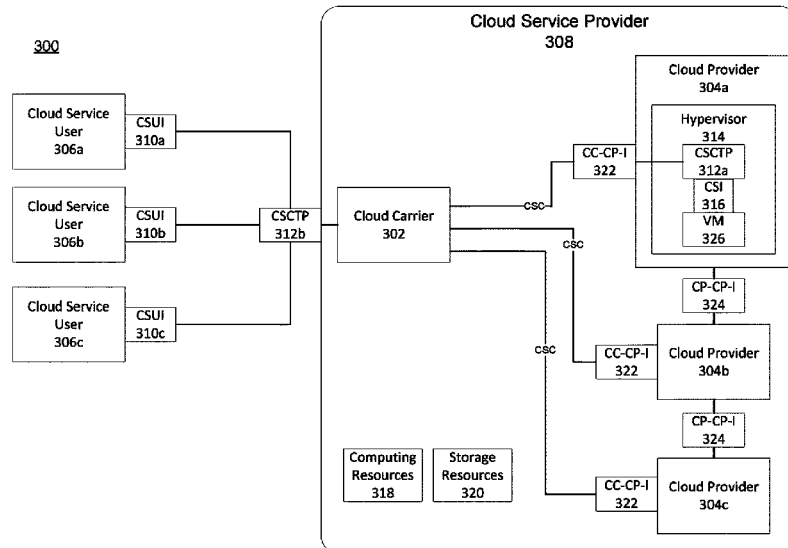 300
Cloud Service Provider
308
Cloud Service
User
306a
CSUI
310a
Cloud Service
User
306b
CSUI
310b
Cloud Service
User
306c
CSUI
310c
CSCTP
312b
Cloud Carrier
302
CSC
CSC
CSC
CC-CP-I
322
Cloud Provider
304a
Hypervisor
314
CSCTP
312a
CSI
316
VM
326
CP-CP-I
324
CC-CP-I
322
Cloud Provider
304b
CP-CP-I
324
CC-CP-I
322
Cloud Provider
304c
Computing
Resources
318
Storage
Resources
320